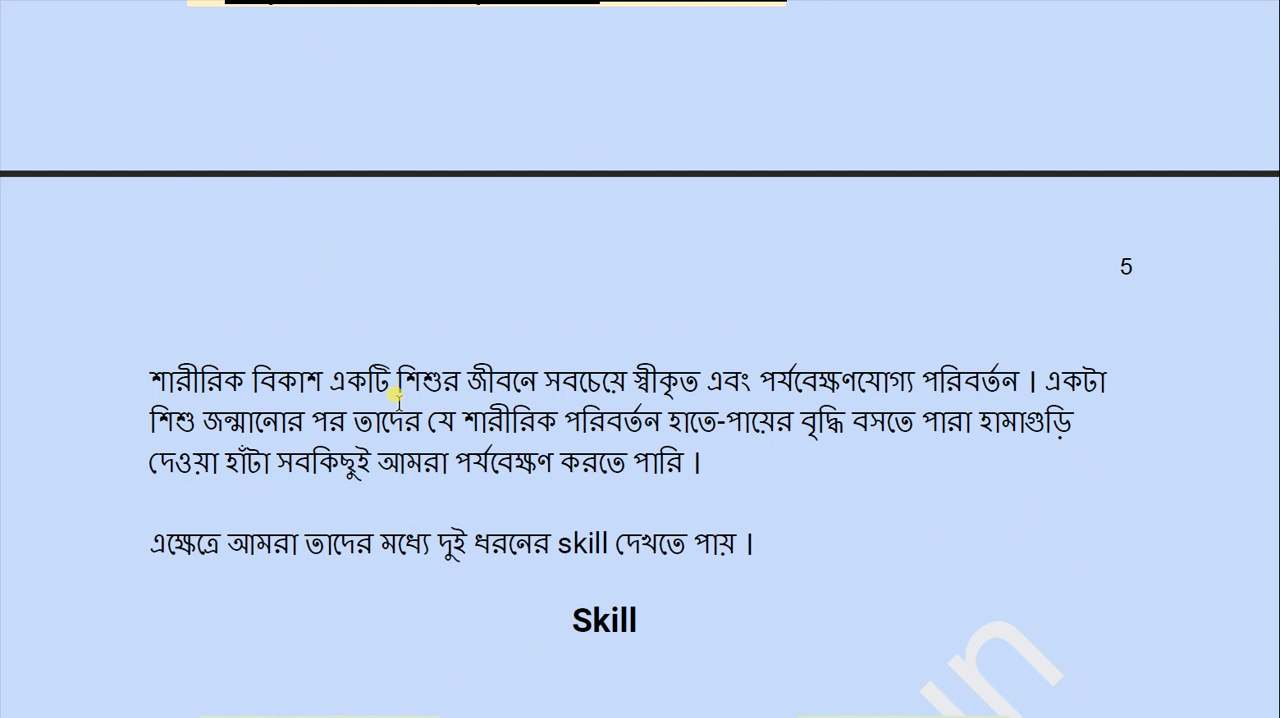 5
শারীরিক বিকাশ একটি শিশুর জীবনে সবচেয়ে স্বীকৃত এবং পর্যবেক্ষণযোগ্য পরিবর্তন । একটা
শিশু জন্মানোর পর তাদের যে শারীরিক পরিবর্তন হাতে-পায়ের বৃদ্ধি বসতে পারা হামাগুড়ি
দেওয়া হাঁটা সবকিছুই আমরা পর্যবেক্ষণ করতে পারি ।
এক্ষেত্রে আমরা তাদের মধ্যে দুই ধরনের skill দেখতে পায় ।
Skill